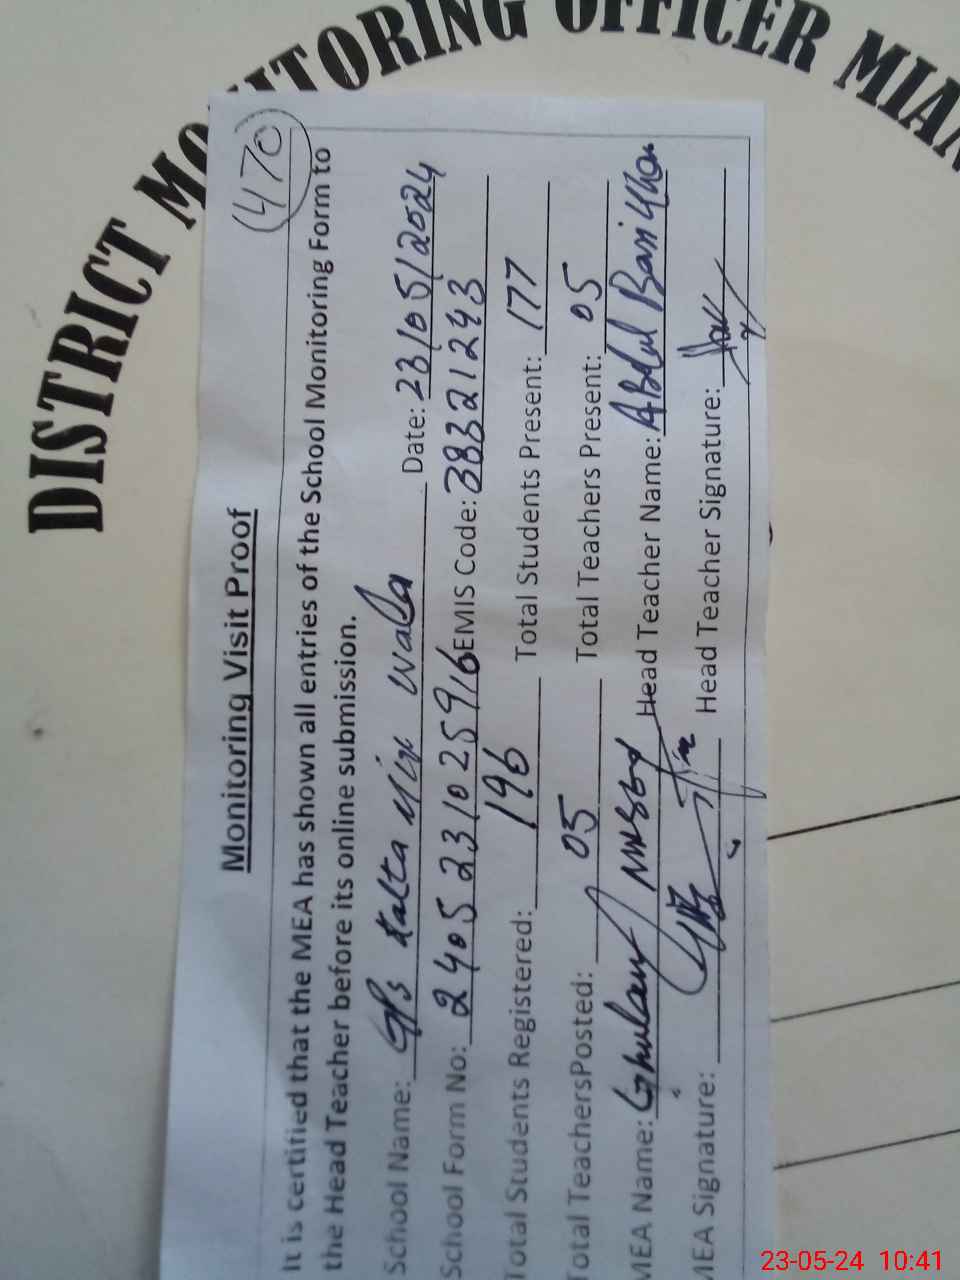 DISTRICT MONITORING OFFICER MIAN
470
Monitoring Visit Proof
It is certified that the MEA has shown all entries of the School Monitoring Form to
the Head Teacher before its online submission.
School Name: GPS Kalta Mir wala Date: 23/05/2024
School Form No: 2405231025916 EMIS Code: 38321243
Total Students Registered: 196 Total Students Present: 177
Total TeachersPosted: 05 Total Teachers Present: 05
MEA Name: Ghulam Head Teacher Name: Abdul Bari Khan
MEA Signature: Head Teacher Signature:
23-05-24 10:41